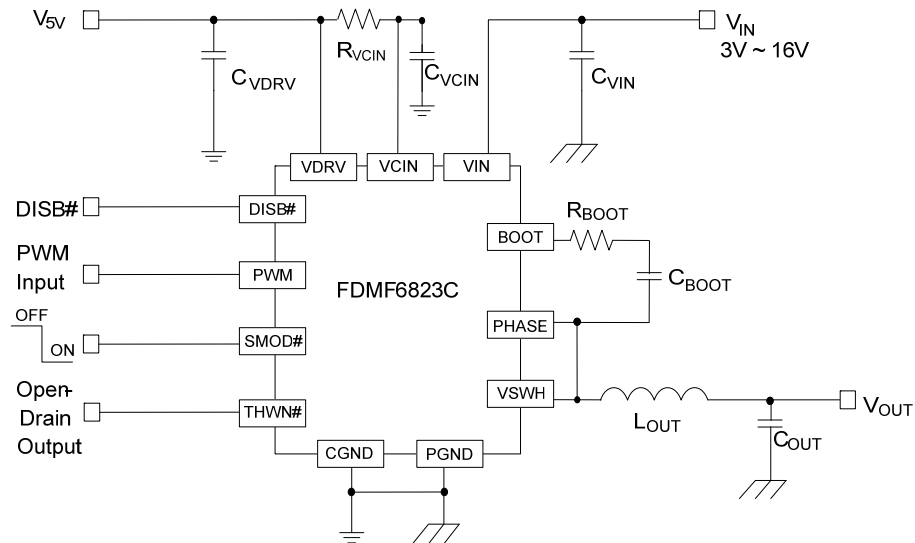 V5V
RVCIN
CVDRV
CVCIN
CVIN
VIN
3V ~ 16V
VDRV
VCIN
VIN
DISB#
DISB#
PWM
Input
PWM
OFF
ON
SMOD#
Open-
Drain
Output
THWN#
FDMF6823C
BOOT
RBOOT
CBOOT
PHASE
VSWH
LOUT
COUT
VOUT
CGND
PGND